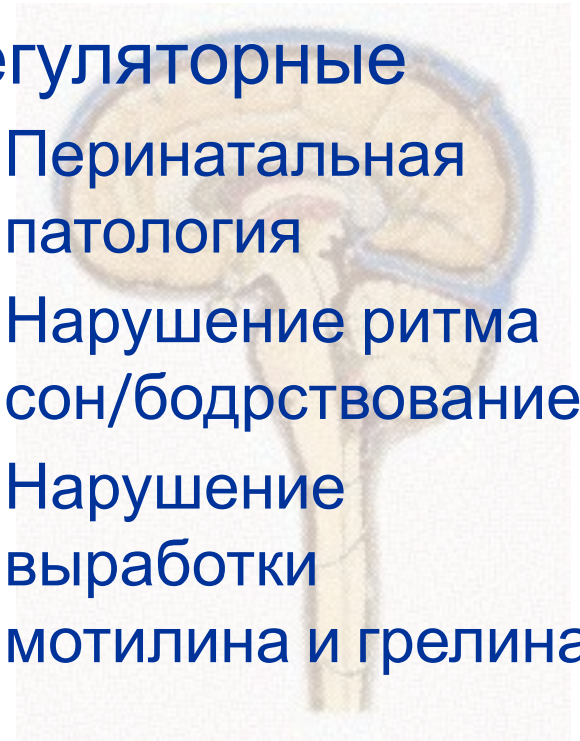 егуляторные
Перинатальная
патология
Нарушение ритма
сон/бодрствование
Нарушение
выработки
мотилина и грелина